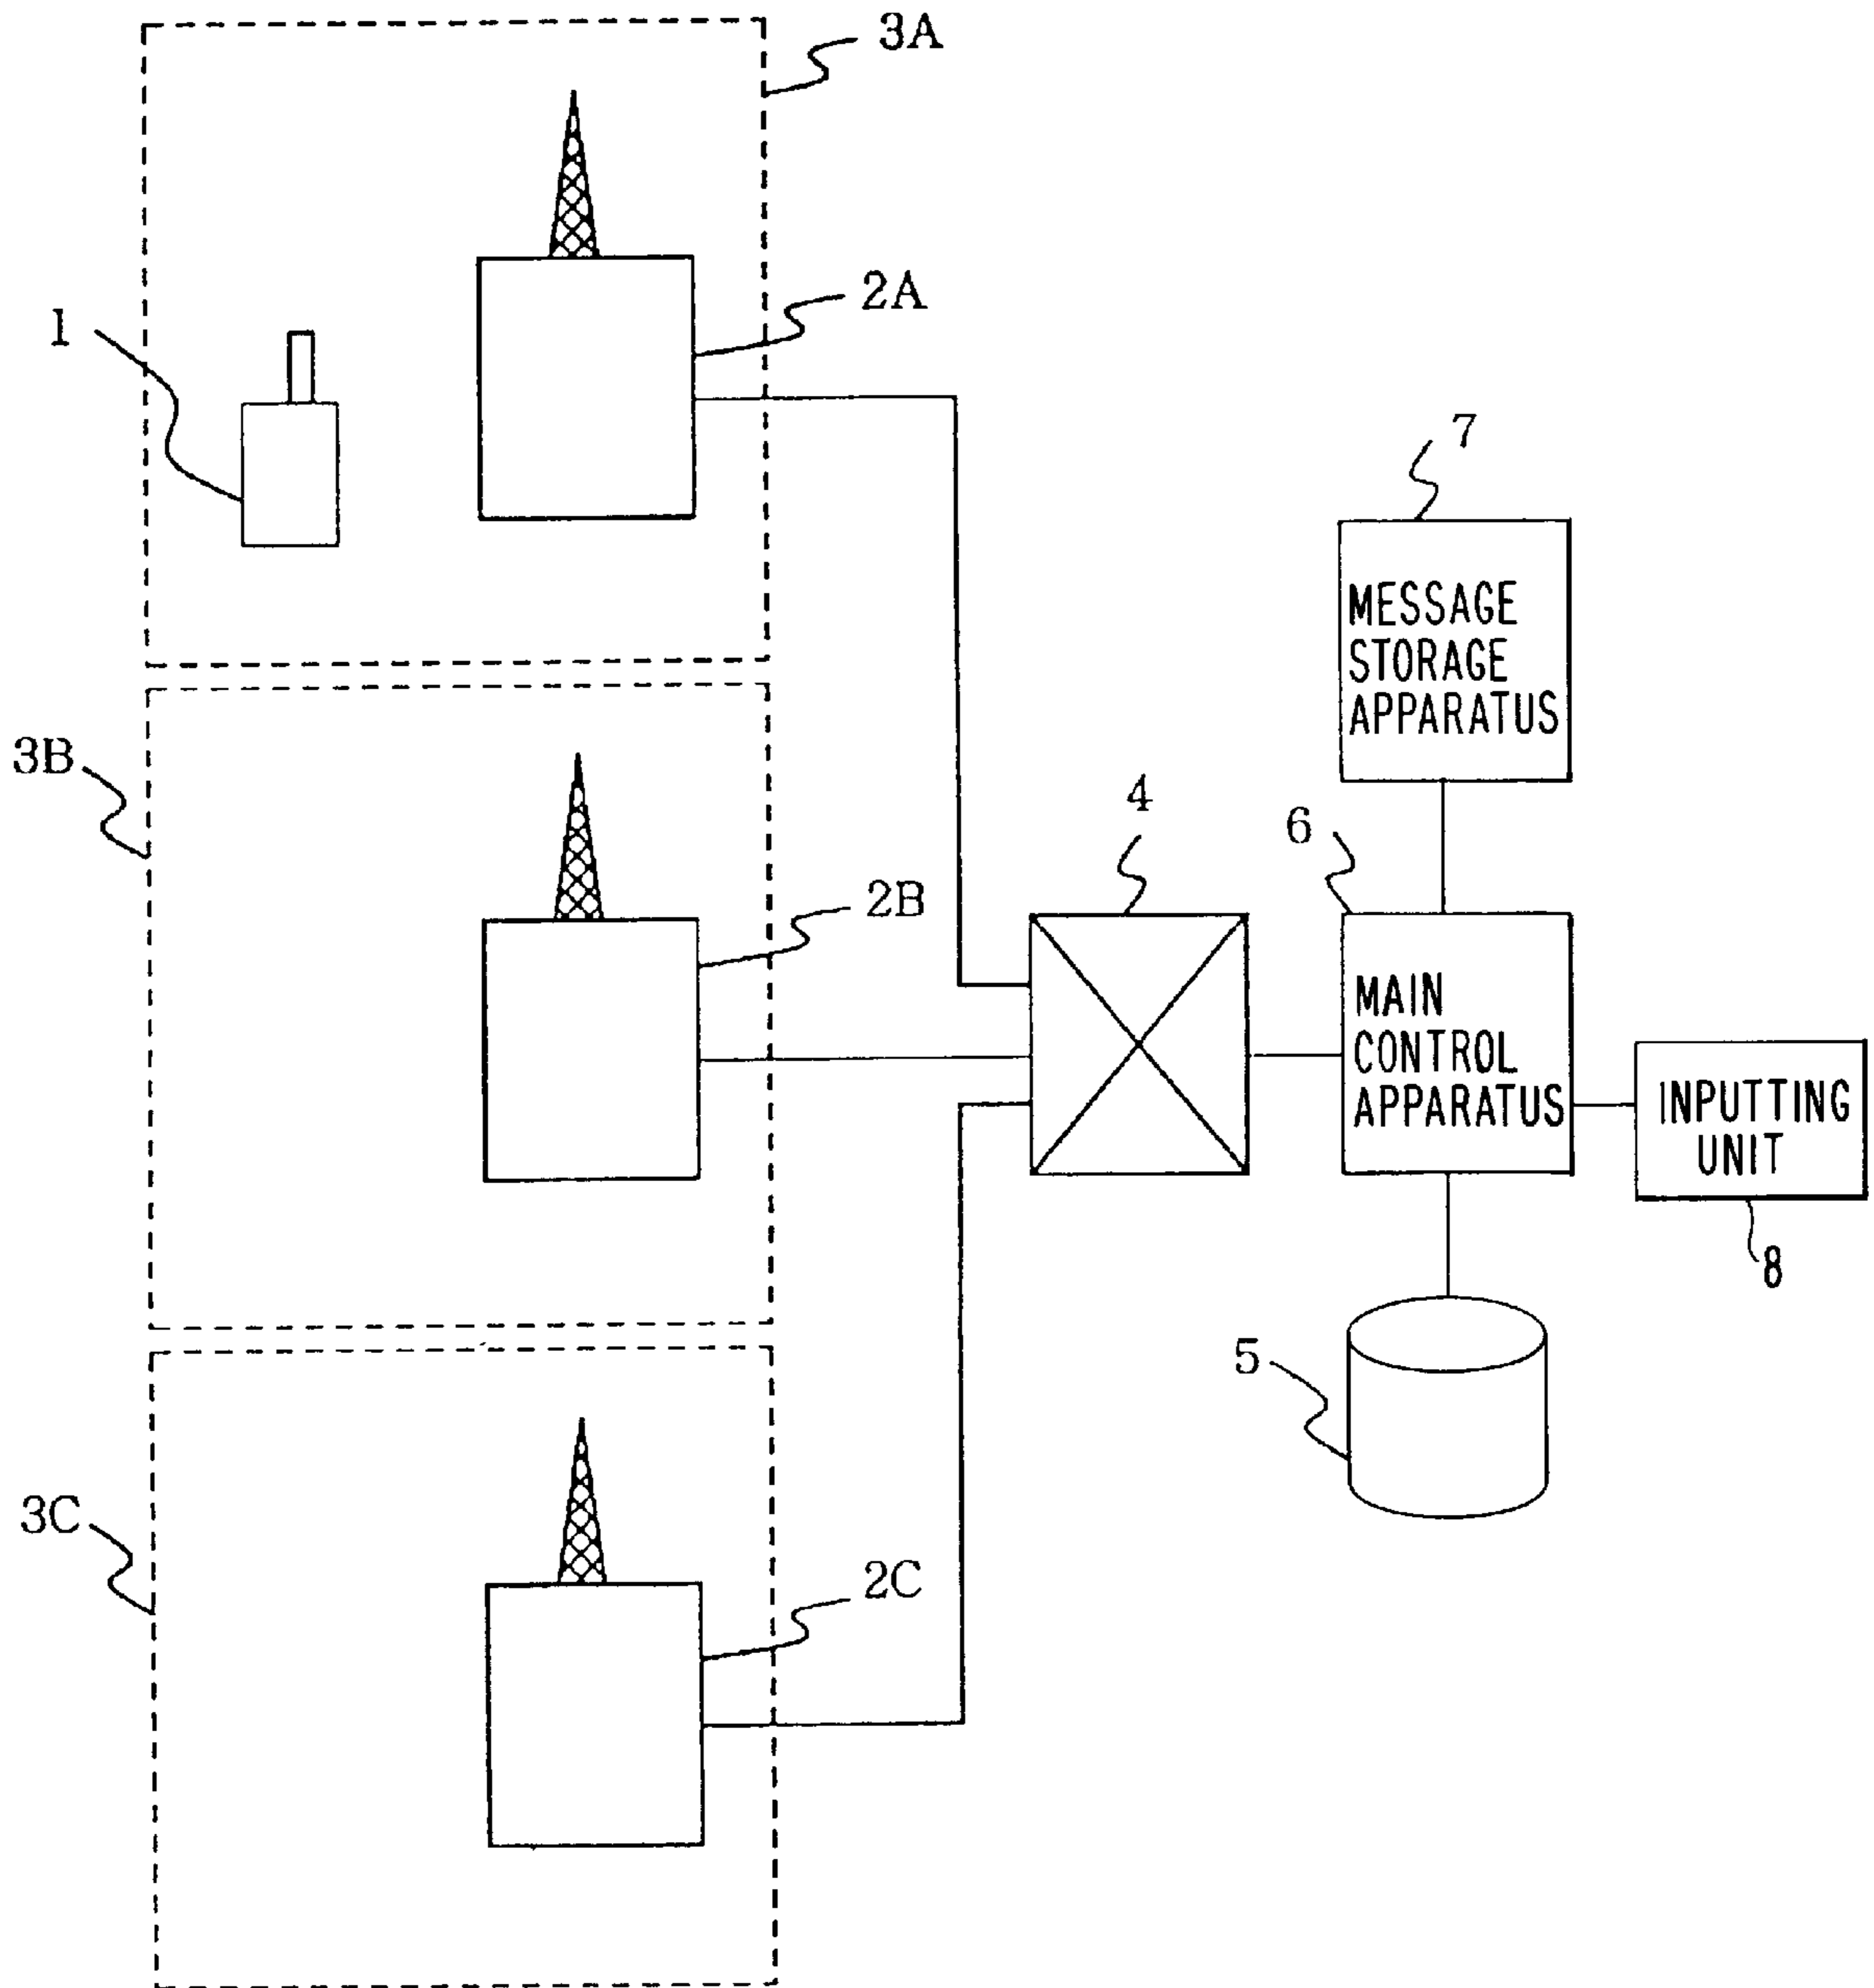 3A
2A
1
7
MESSAGE
STORAGE
APPARATUS
3B
4
6
2B
MAIN
CONTROL
APPARATUS
INPUTTING
UNIT
8
5
3C
2C